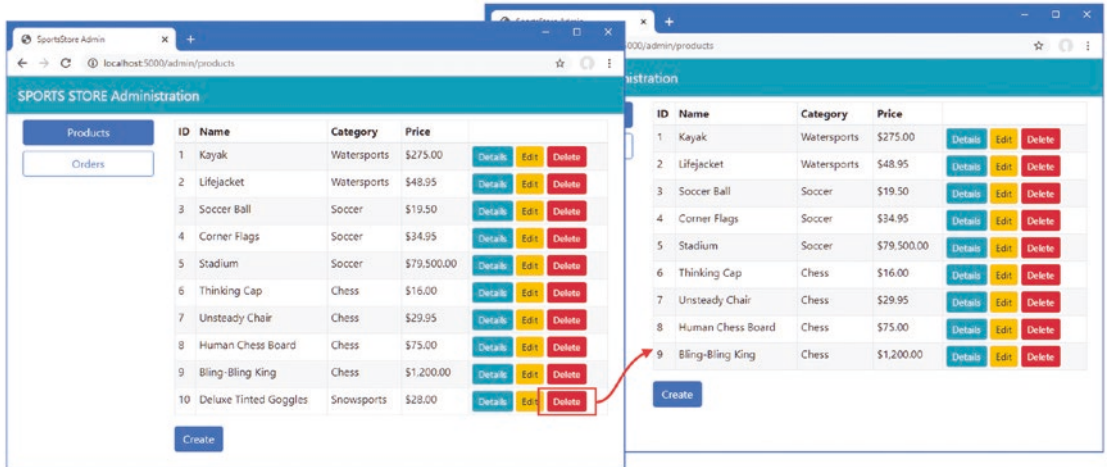 SportsStore Admin
localhost:5000/admin/products
SPORTS STORE Administration
Products
Orders
ID Name Category Price
1 Kayak Watersports $275.00 Details Edit Delete
2 Lifejacket Watersports $48.95 Details Edit Delete
3 Soccer Ball Soccer $19.50 Details Edit Delete
4 Corner Flags Soccer $34.95 Details Edit Delete
5 Stadium Soccer $79,500.00 Details Edit Delete
6 Thinking Cap Chess $16.00 Details Edit Delete
7 Unsteady Chair Chess $29.95 Details Edit Delete
8 Human Chess Board Chess $75.00 Details Edit Delete
9 Bling-Bling King Chess $1,200.00 Details Edit Delete
10 Deluxe Tinted Goggles Snowsports $28.00 Details Edit Delete
Create
000/admin/products
istration
ID Name Category Price
1 Kayak Watersports $275.00 Details Edit Delete
2 Lifejacket Watersports $48.95 Details Edit Delete
3 Soccer Ball Soccer $19.50 Details Edit Delete
4 Corner Flags Soccer $34.95 Details Edit Delete
5 Stadium Soccer $79,500.00 Details Edit Delete
6 Thinking Cap Chess $16.00 Details Edit Delete
7 Unsteady Chair Chess $29.95 Details Edit Delete
8 Human Chess Board Chess $75.00 Details Edit Delete
9 Bling-Bling King Chess $1,200.00 Details Edit Delete
Create